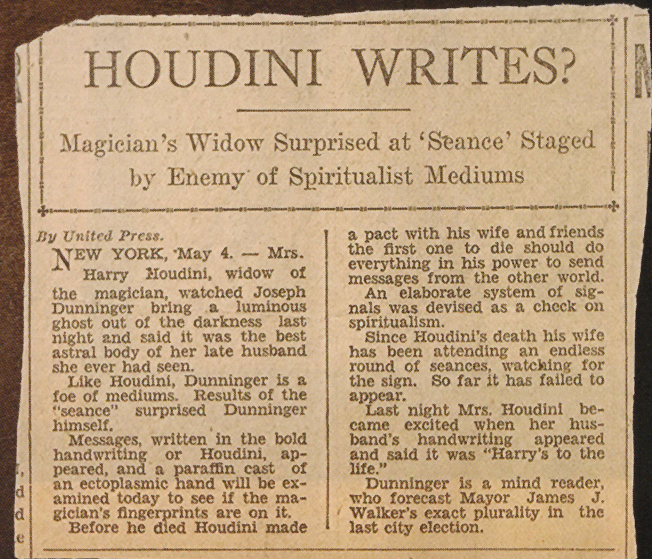 HOUDINI WRITES?
Magician's Widow Surprised at 'Seance' Staged
by Enemy of Spiritualist Mediums
By United Press.
NEW YORK, May 4. — Mrs.
Harry Houdini, widow of
the magician, watched Joseph
Dunninger bring a luminous
ghost out of the darkness last
night and said it was the best
astral body of her late husband
she ever had seen.
Like Houdini, Dunninger is a
foe of mediums. Results of the
"seance" surprised Dunninger
himself.
Messages, written in the bold
handwriting or Houdini, ap-
peared, and a paraffin cast of
an ectoplasmic hand will be ex-
amined today to see if the ma-
gician's fingerprints are on it.
Before he died Houdini made
a pact with his wife and friends
the first one to die should do
everything in his power to send
messages from the other world.
An elaborate system of sig-
nals was devised as a check on
spiritualism.
Since Houdini's death his wife
has been attending an endless
round of seances, watching for
the sign. So far it has failed to
appear.
Last night Mrs. Houdini be-
came excited when her hus-
band's handwriting appeared
and said it was "Harry's to the
life."
Dunninger is a mind reader,
who forecast Mayor James J.
Walker's exact plurality in the
last city election.